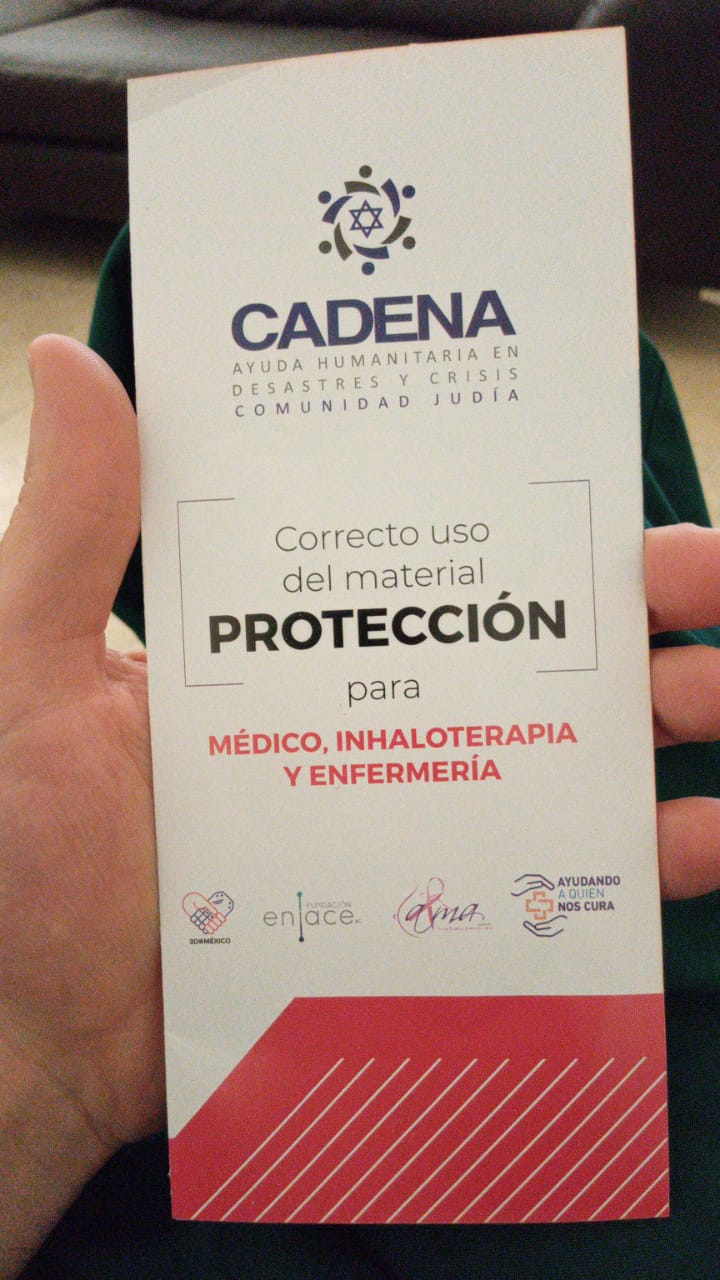 CADENA
AYUDA HUMANITARIA EN
DESASTRES Y CRISIS
COMUNIDAD JUDÍA
Correcto uso
del material
PROTECCIÓN
para
MÉDICO, INHALOTERAPIA
Y ENFERMERÍA
3D@MÉXICO
FUNDACIÓN
enlace
alma
AYUDANDO
A QUIEN
NOS CURA